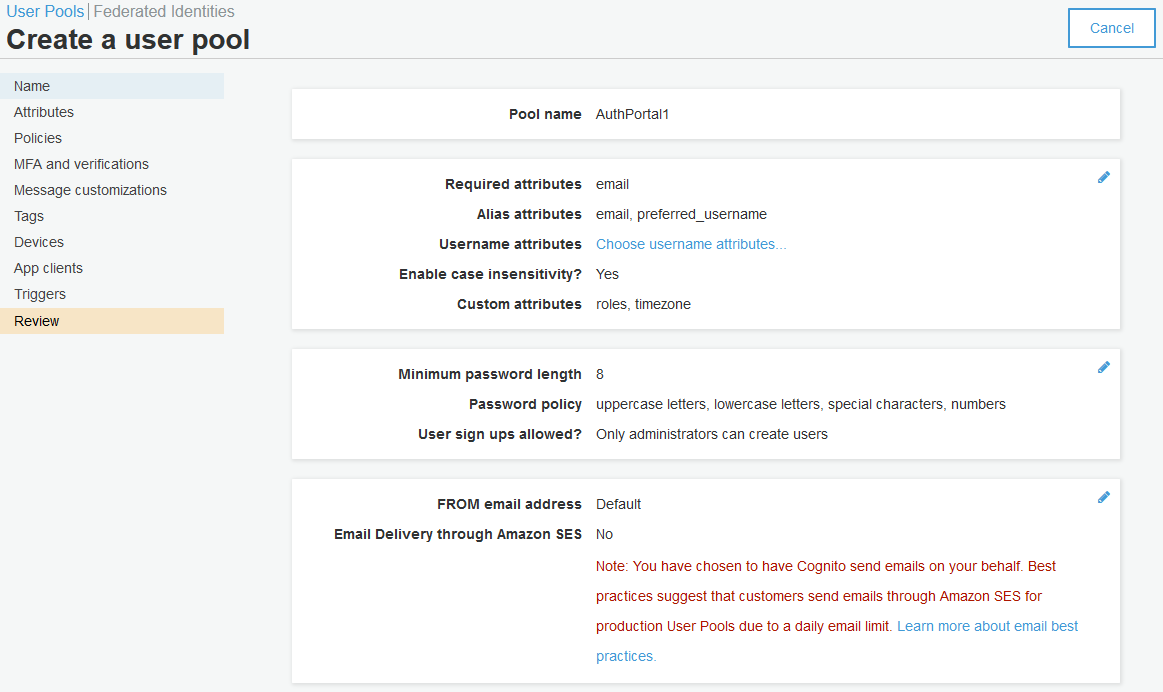 User Pools | Federated Identities
Create a user pool
Cancel
Name
Attributes
Policies
MFA and verifications
Message customizations
Tags
Devices
App clients
Triggers
Review
Pool name AuthPortal1
Required attributes email
Alias attributes email, preferred_username
Username attributes Choose username attributes...
Enable case insensitivity? Yes
Custom attributes roles, timezone
Minimum password length 8
Password policy uppercase letters, lowercase letters, special characters, numbers
User sign ups allowed? Only administrators can create users
FROM email address Default
Email Delivery through Amazon SES No
Note: You have chosen to have Cognito send emails on your behalf. Best
practices suggest that customers send emails through Amazon SES for
production User Pools due to a daily email limit. Learn more about email best
practices.